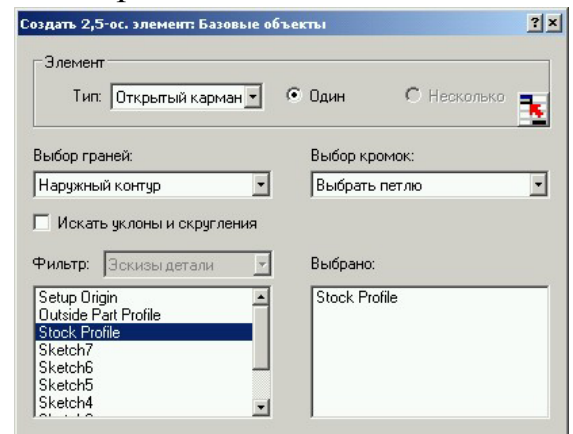 Создать 2,5-ос. элемент: Базовые объекты
Элемент
Тип: Открытый карман Один Несколько
Выбор граней: Выбор кромок:
Наружный контур Выбрать петлю
Искать уклоны и скругления
Фильтр: Эскизы детали Выбрано:
Setup Origin Stock Profile
Outside Part Profile
Stock Profile
Sketch7
Sketch6
Sketch5
Sketch4